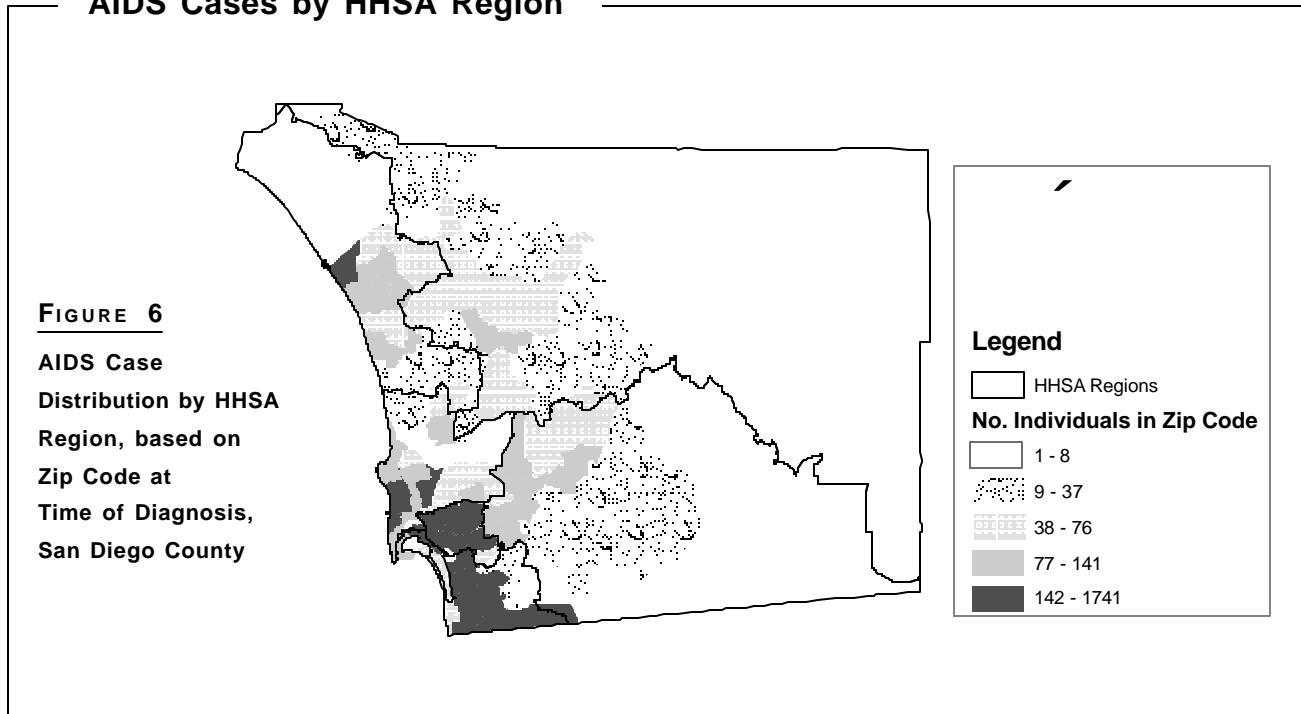 AIDS Cases by HHSA Region
FIGURE 6
AIDS Case
Distribution by HHSA
Region, based on
Zip Code at
Time of Diagnosis,
San Diego County
Legend
HHSA Regions
No. Individuals in Zip Code
1 - 8
9 - 37
38 - 76
77 - 141
142 - 1741